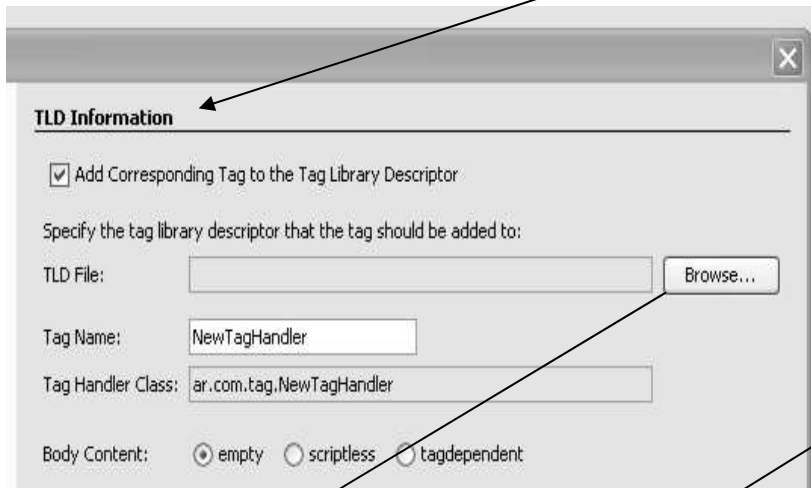 TLD Information
Add Corresponding Tag to the Tag Library Descriptor
Specify the tag library descriptor that the tag should be added to:
TLD File: Browse...
Tag Name: NewTagHandler
Tag Handler Class: ar.com.tag.NewTagHandler
Body Content: empty scriptless tagdependent